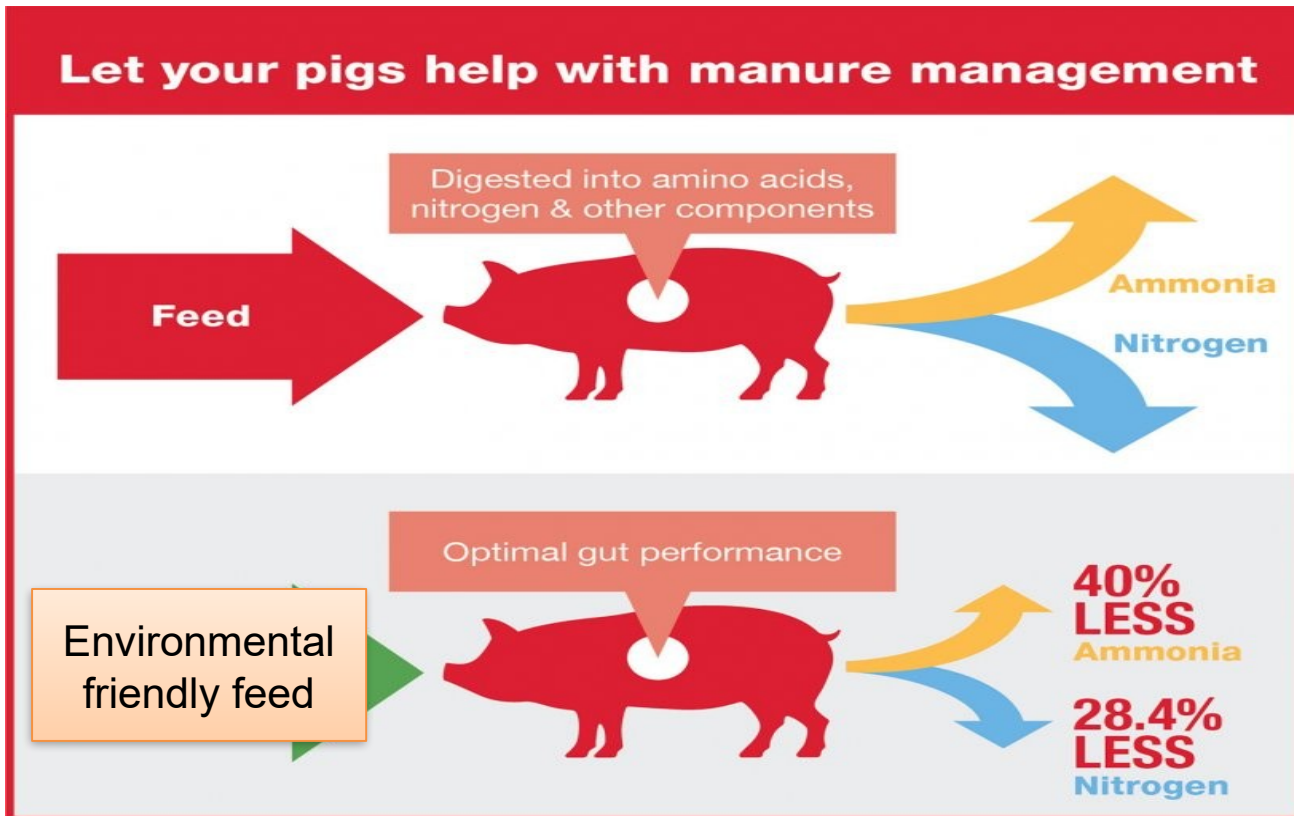 Let your pigs help with manure management
Digested into amino acids,
nitrogen & other components
Feed
Ammonia
Nitrogen
Optimal gut performance
Environmental
friendly feed
40%
LESS
Ammonia
28.4%
LESS
Nitrogen